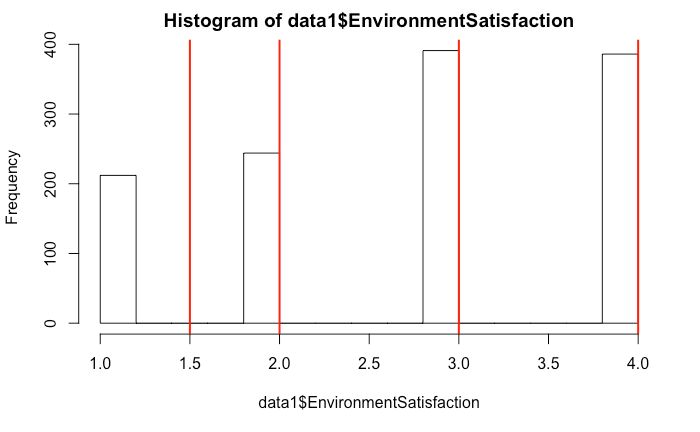 Histogram of data1$EnvironmentSatisfaction
Frequency
400
300
200
100
0
1.0 1.5 2.0 2.5 3.0 3.5 4.0
data1$EnvironmentSatisfaction